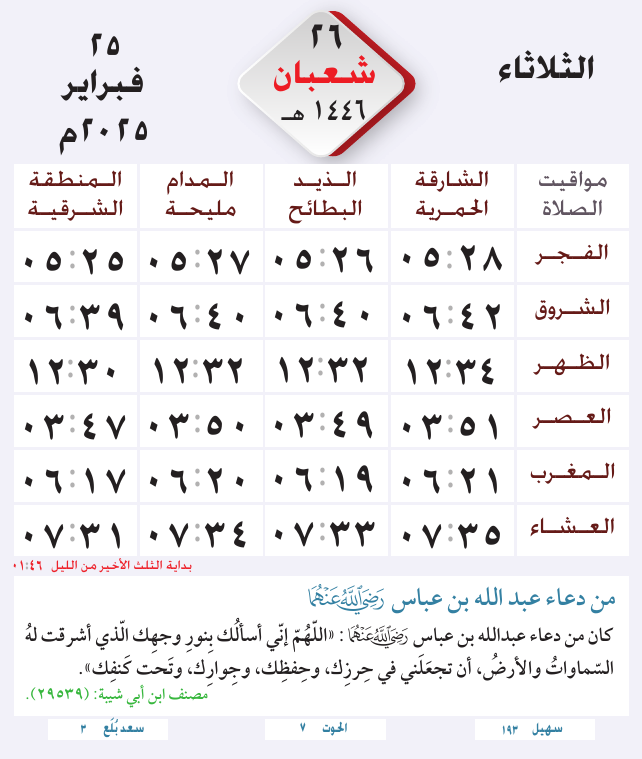 الثلاثاء
٢٦
شعبان
١٤٤٦ هـ
٢٥
فبراير
٢٠٢٥م
مواقيت الصلاة | الشارقة الحمرية | الذيد البطائح | المدام مليحة | المنطقة الشرقية
الفجر ٠٥:٢٨ ٠٥:٢٦ ٠٥:٢٧ ٠٥:٢٥
الشروق ٠٦:٤٢ ٠٦:٤٠ ٠٦:٤٠ ٠٦:٣٩
الظهر ١٢:٣٤ ١٢:٣٢ ١٢:٣٢ ١٢:٣٠
العصر ٠٣:٥١ ٠٣:٤٩ ٠٣:٥٠ ٠٣:٤٧
المغرب ٠٦:٢١ ٠٦:١٩ ٠٦:٢٠ ٠٦:١٧
العشاء ٠٧:٣٥ ٠٧:٣٣ ٠٧:٣٤ ٠٧:٣١
بداية الثلث الأخير من الليل ٠١:٤٦
من دعاء عبد الله بن عباس رَضِيَ اللَّهُ عَنْهُمَا
كان من دعاء عبدالله بن عباس رَضِيَ اللَّهُ عَنْهُمَا : «اللّهُمّ إنّي أسألُك بِنورِ وجهِك الّذي أشرقت لهُ
السّماواتُ والأرضُ، أن تجعلَني في حِرزِك، وحِفظِك، وجِوارِك، وتَحت كَنفِك».
مصنف ابن أبي شيبة: (٢٩٥٣٩).
سهيل ١٩٣
الحوت ٧
سعد بُلَع ٣